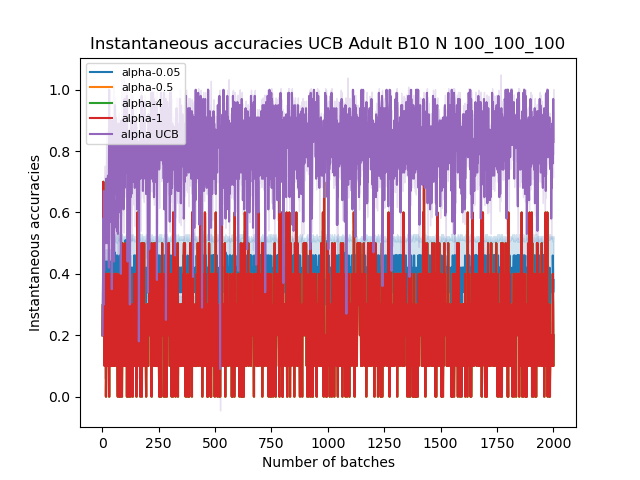 Instantaneous accuracies UCB Adult B10 N 100_100_100
alpha-0.05
alpha-0.5
alpha-4
alpha-1
alpha UCB
1.0
0.8
0.6
0.4
0.2
0.0
Instantaneous accuracies
0 250 500 750 1000 1250 1500 1750 2000
Number of batches